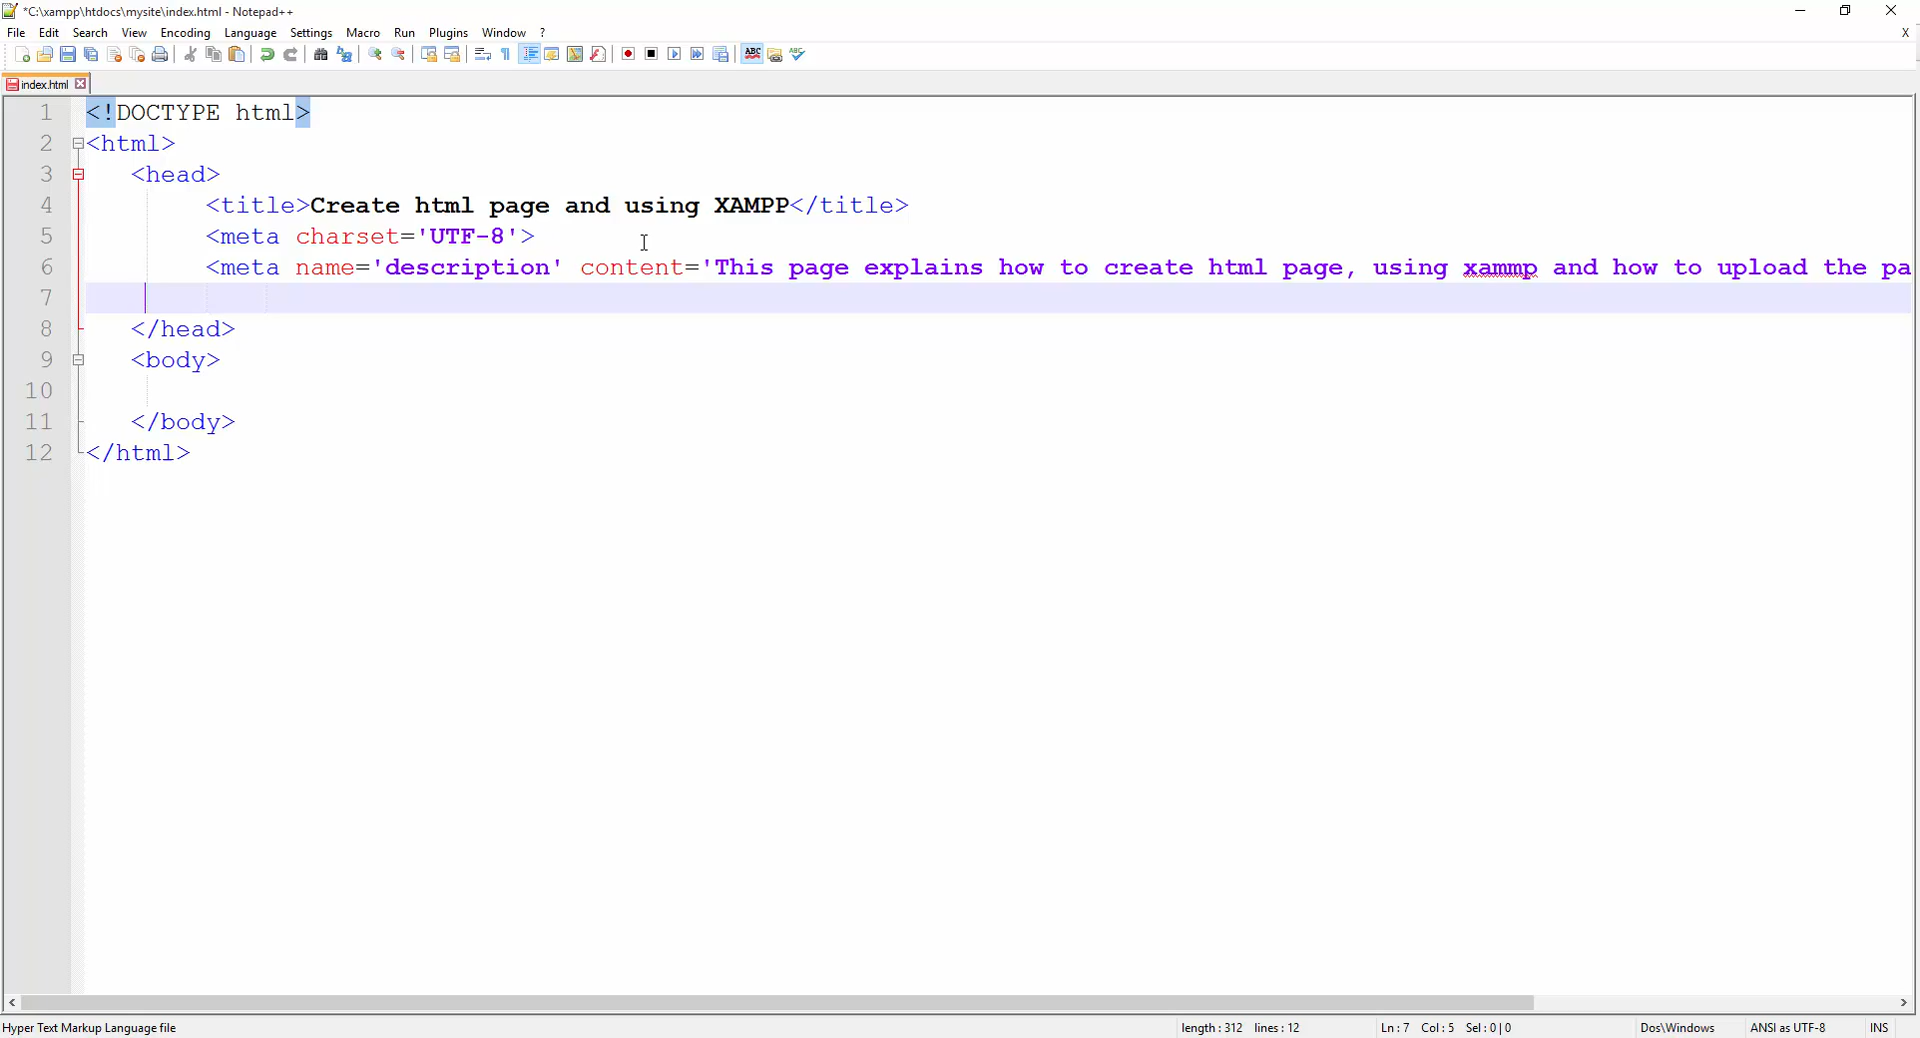 *C:\xampp\htdocs\mysite\index.html - Notepad++
File Edit Search View Encoding Language Settings Macro Run Plugins Window ? X
index.html
1 <!DOCTYPE html>
2 <html>
3 <head>
4 <title>Create html page and using XAMPP</title>
5 <meta charset='UTF-8'>
6 <meta name='description' content='This page explains how to create html page, using xammp and how to upload the pa
7
8 </head>
9 <body>
10
11 </body>
12 </html>
Hyper Text Markup Language file length : 312 lines : 12 Ln : 7 Col : 5 Sel : 0 | 0 Dos\Windows ANSI as UTF-8 INS